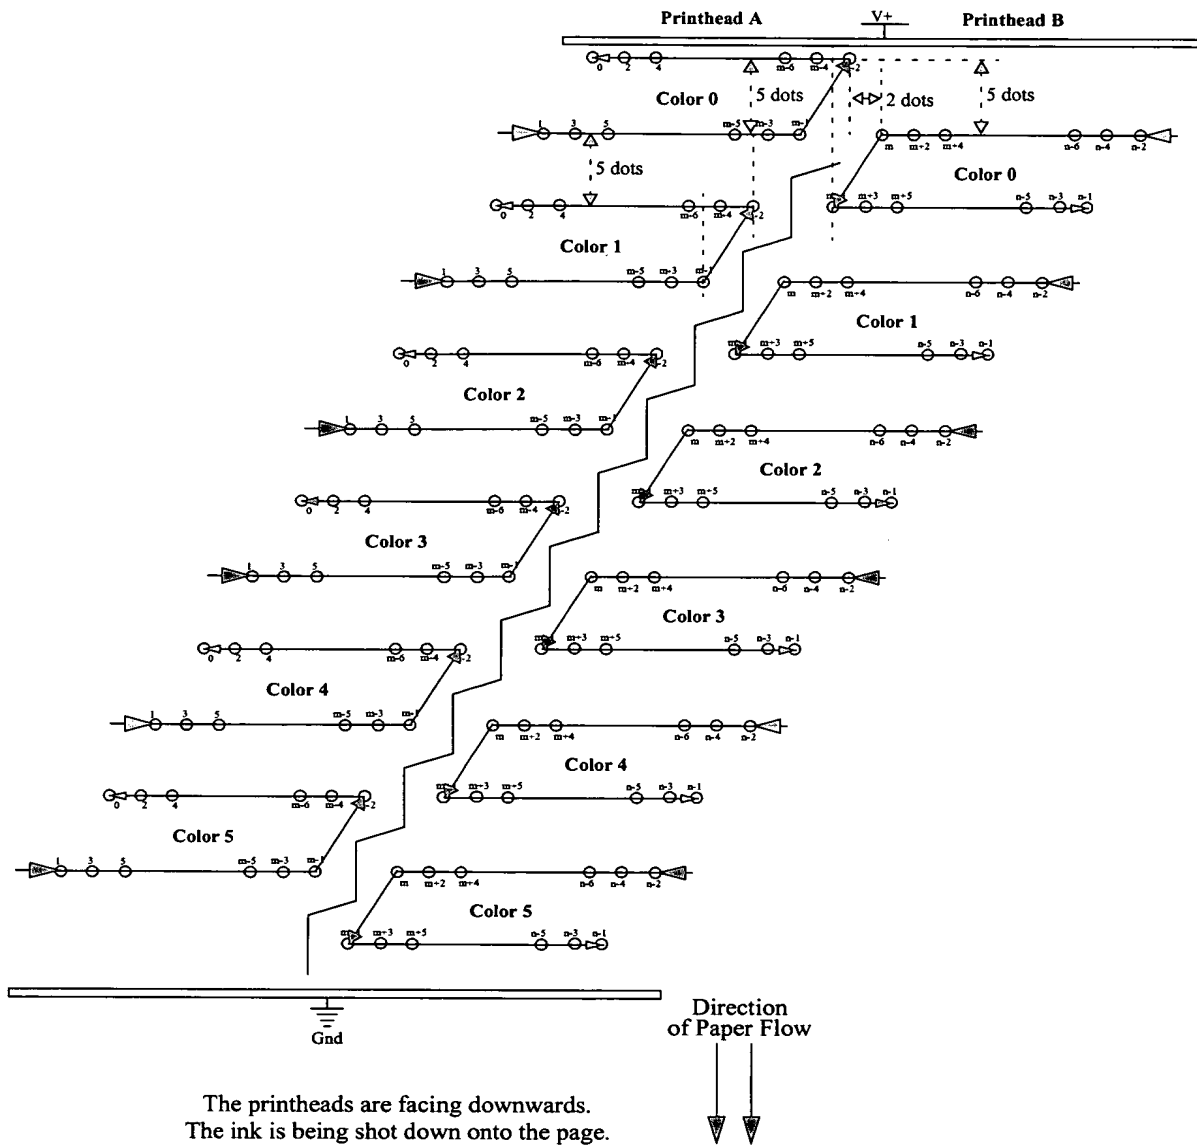 Printhead A V+ Printhead B
0 2 4 m-6 m-4 -2
Color 0 5 dots 2 dots 5 dots
1 3 5 m-5 m-3 m-1
m m+2 m+4 n-6 n-4 n-2
5 dots Color 0
0 2 4 m-6 m-4 -2
m+3 m+5 n-5 n-3 n-1
Color 1
1 3 5 m-5 m-3 m-1
m m+2 m+4 n-6 n-4 n-2
Color 1
0 2 4 m-6 m-4 -2
m+3 m+5 n-5 n-3 n-1
Color 2
1 3 5 m-5 m-3 m-1
m m+2 m+4 n-6 n-4 n-2
Color 2
0 2 4 m-6 m-4 -2
m+3 m+5 n-5 n-3 n-1
Color 3
1 3 5 m-5 m-3 m-1
m m+2 m+4 n-6 n-4 n-2
Color 3
0 2 4 m-6 m-4 -2
m+3 m+5 n-5 n-3 n-1
Color 4
1 3 5 m-5 m-3 m-1
m m+2 m+4 n-6 n-4 n-2
Color 4
0 2 4 m-6 m-4 -2
m+3 m+5 n-5 n-3 n-1
Color 5
1 3 5 m-5 m-3 m-1
m m+2 m+4 n-6 n-4 n-2
Color 5
m+3 m+5 n-5 n-3 n-1
Gnd
Direction
of Paper Flow
The printheads are facing downwards.
The ink is being shot down onto the page.